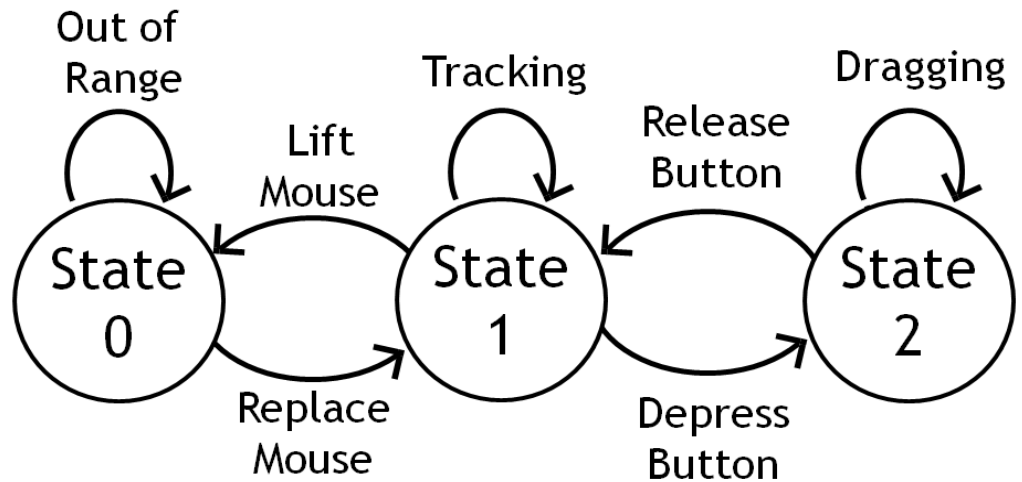 Out of
Range
Tracking
Dragging
Lift
Mouse
Release
Button
State
0
State
1
State
2
Replace
Mouse
Depress
Button